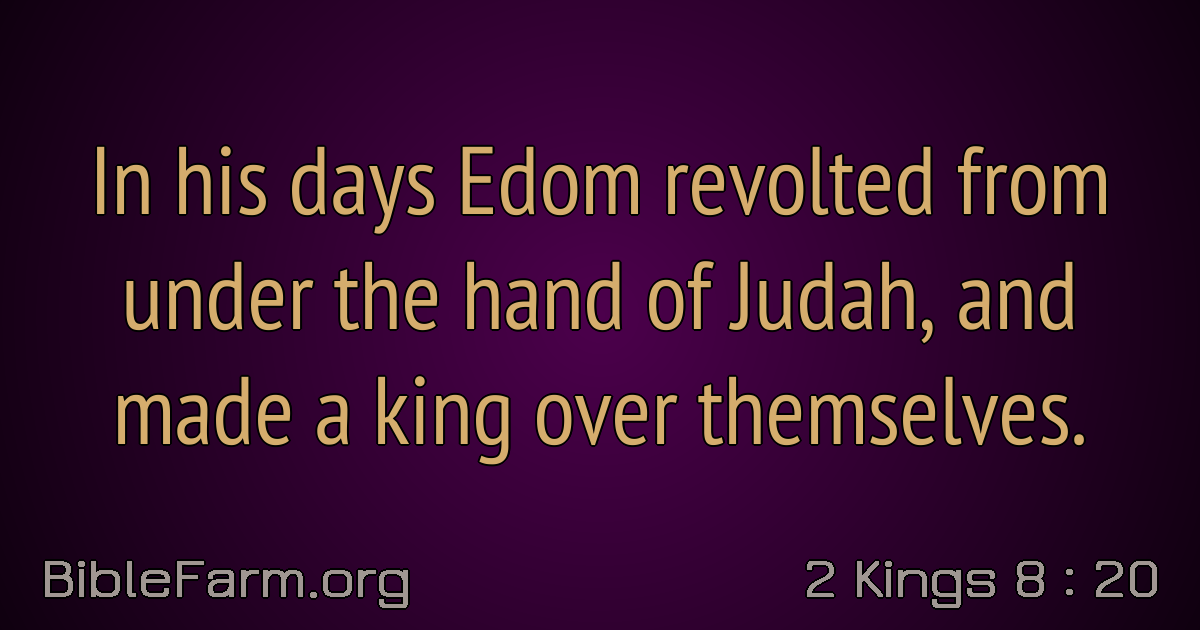 In his days Edom revolted from
under the hand of Judah, and
made a king over themselves.
BibleFarm.org
2 Kings 8 : 20